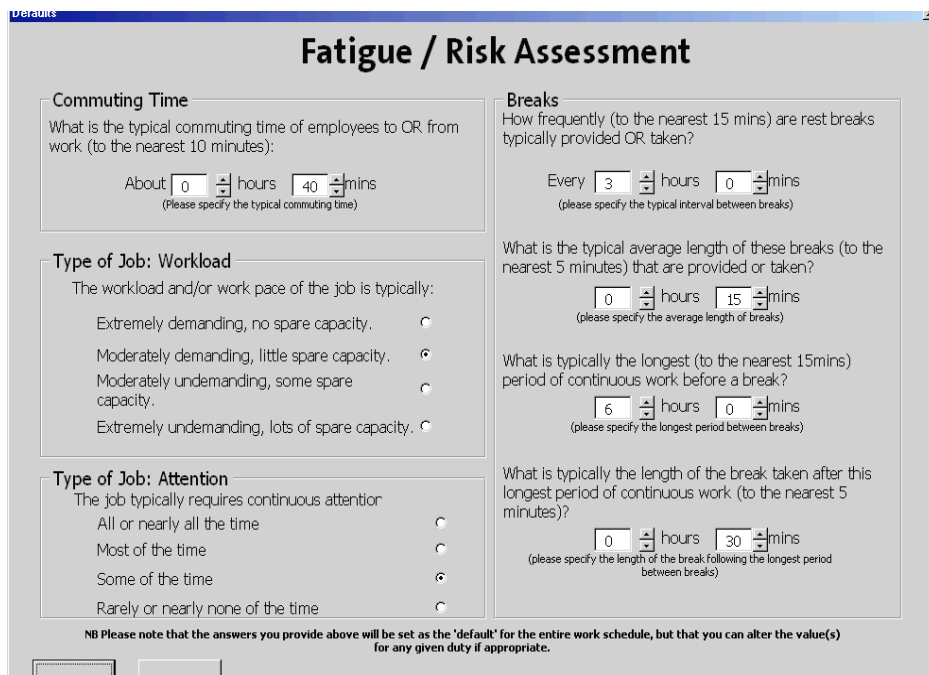 Defaults
Fatigue / Risk Assessment
Commuting Time
What is the typical commuting time of employees to OR from
work (to the nearest 10 minutes):
About 0 hours 40 mins
(Please specify the typical commuting time)
Type of Job: Workload
The workload and/or work pace of the job is typically:
Extremely demanding, no spare capacity.
Moderately demanding, little spare capacity.
Moderately undemanding, some spare
capacity.
Extremely undemanding, lots of spare capacity.
Type of Job: Attention
The job typically requires continuous attention
All or nearly all the time
Most of the time
Some of the time
Rarely or nearly none of the time
Breaks
How frequently (to the nearest 15 mins) are rest breaks
typically provided OR taken?
Every 3 hours 0 mins
(please specify the typical interval between breaks)
What is the typical average length of these breaks (to the
nearest 5 minutes) that are provided or taken?
0 hours 15 mins
(please specify the average length of breaks)
What is typically the longest (to the nearest 15mins)
period of continuous work before a break?
6 hours 0 mins
(please specify the longest period between breaks)
What is typically the length of the break taken after this
longest period of continuous work (to the nearest 5
minutes)?
0 hours 30 mins
(please specify the length of the break following the longest period
between breaks)
NB Please note that the answers you provide above will be set as the 'default' for the entire work schedule, but that you can alter the value(s)
for any given duty if appropriate.